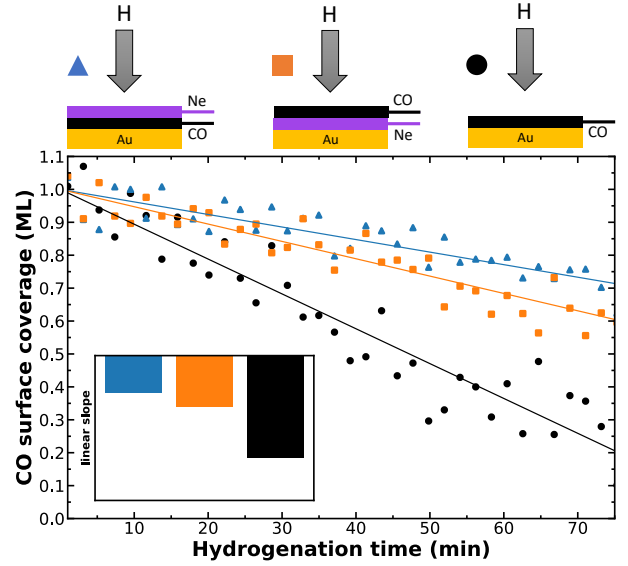 H H H
Ne CO
CO Ne CO
Au Au Au
1.1
1.0
0.9
0.8
0.7
0.6
0.5
0.4
0.3
0.2
0.1
0.0
CO surface coverage (ML)
linear slope
10 20 30 40 50 60 70
Hydrogenation time (min)